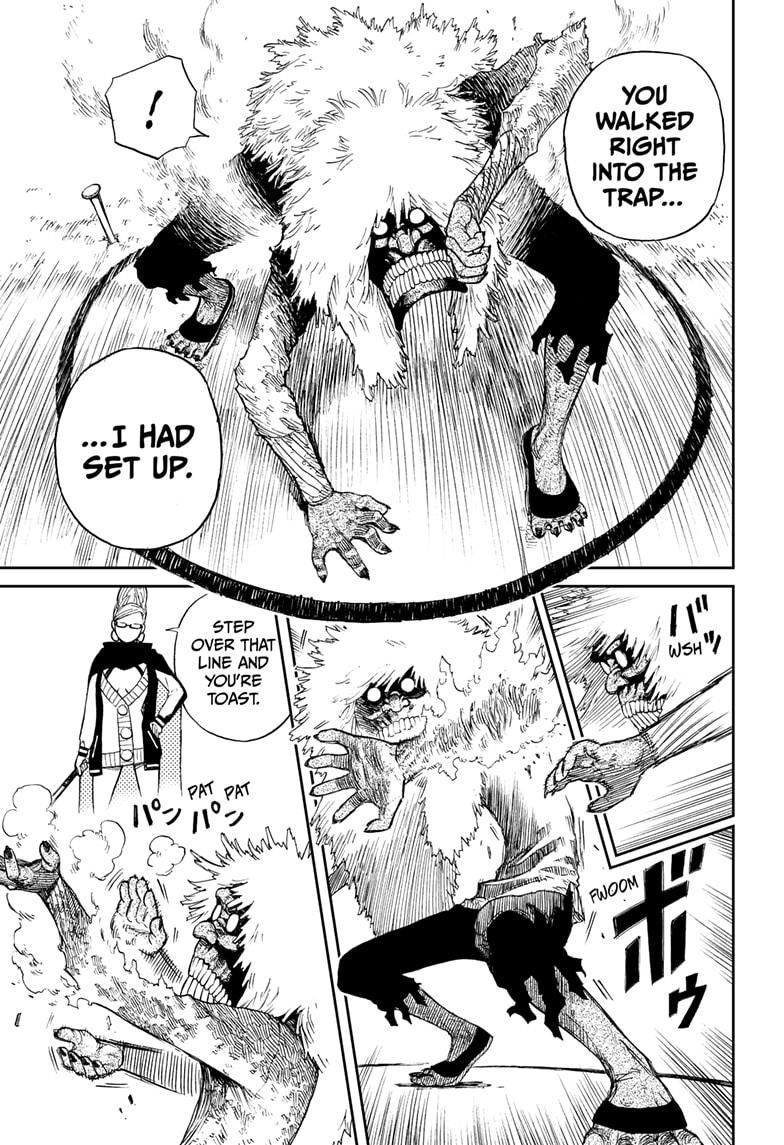 YOU
WALKED
RIGHT
INTO THE
TRAP...
!
...I HAD
SET UP.
バッ
WSH
FWOOM
ボゥ
STEP
OVER THAT
LINE AND
YOU'RE
TOAST.
PAT PAT
パンパン